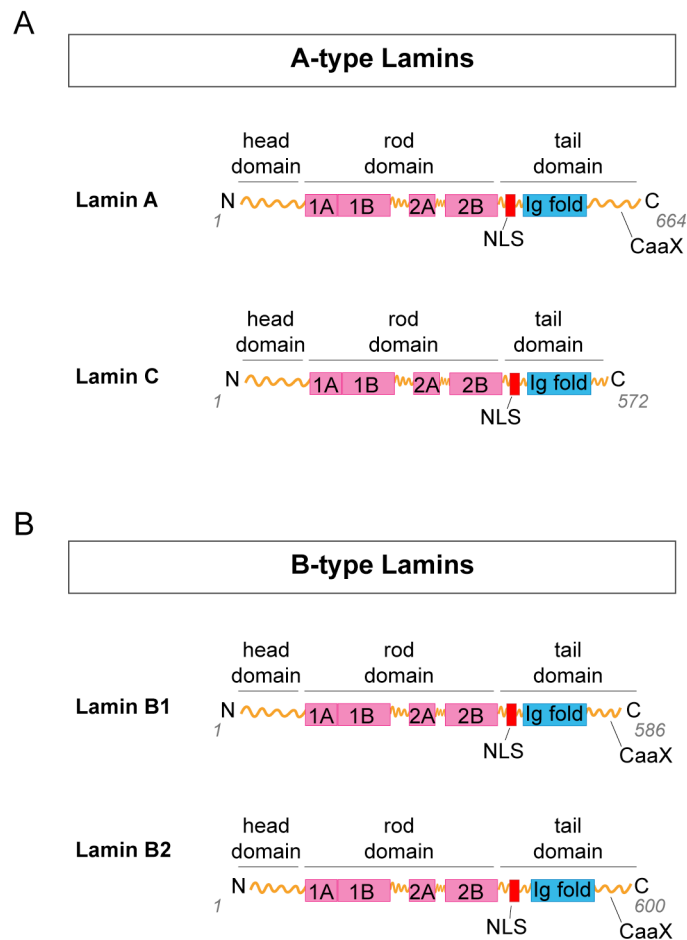 A
A-type Lamins
head rod tail
domain domain domain
Lamin A N 1A 1B 2A 2B Ig fold C
1 664
NLS CaaX
head rod tail
domain domain domain
Lamin C N 1A 1B 2A 2B Ig fold C
1 572
NLS
B
B-type Lamins
head rod tail
domain domain domain
Lamin B1 N 1A 1B 2A 2B Ig fold C
1 586
NLS CaaX
head rod tail
domain domain domain
Lamin B2 N 1A 1B 2A 2B Ig fold C
1 600
NLS CaaX